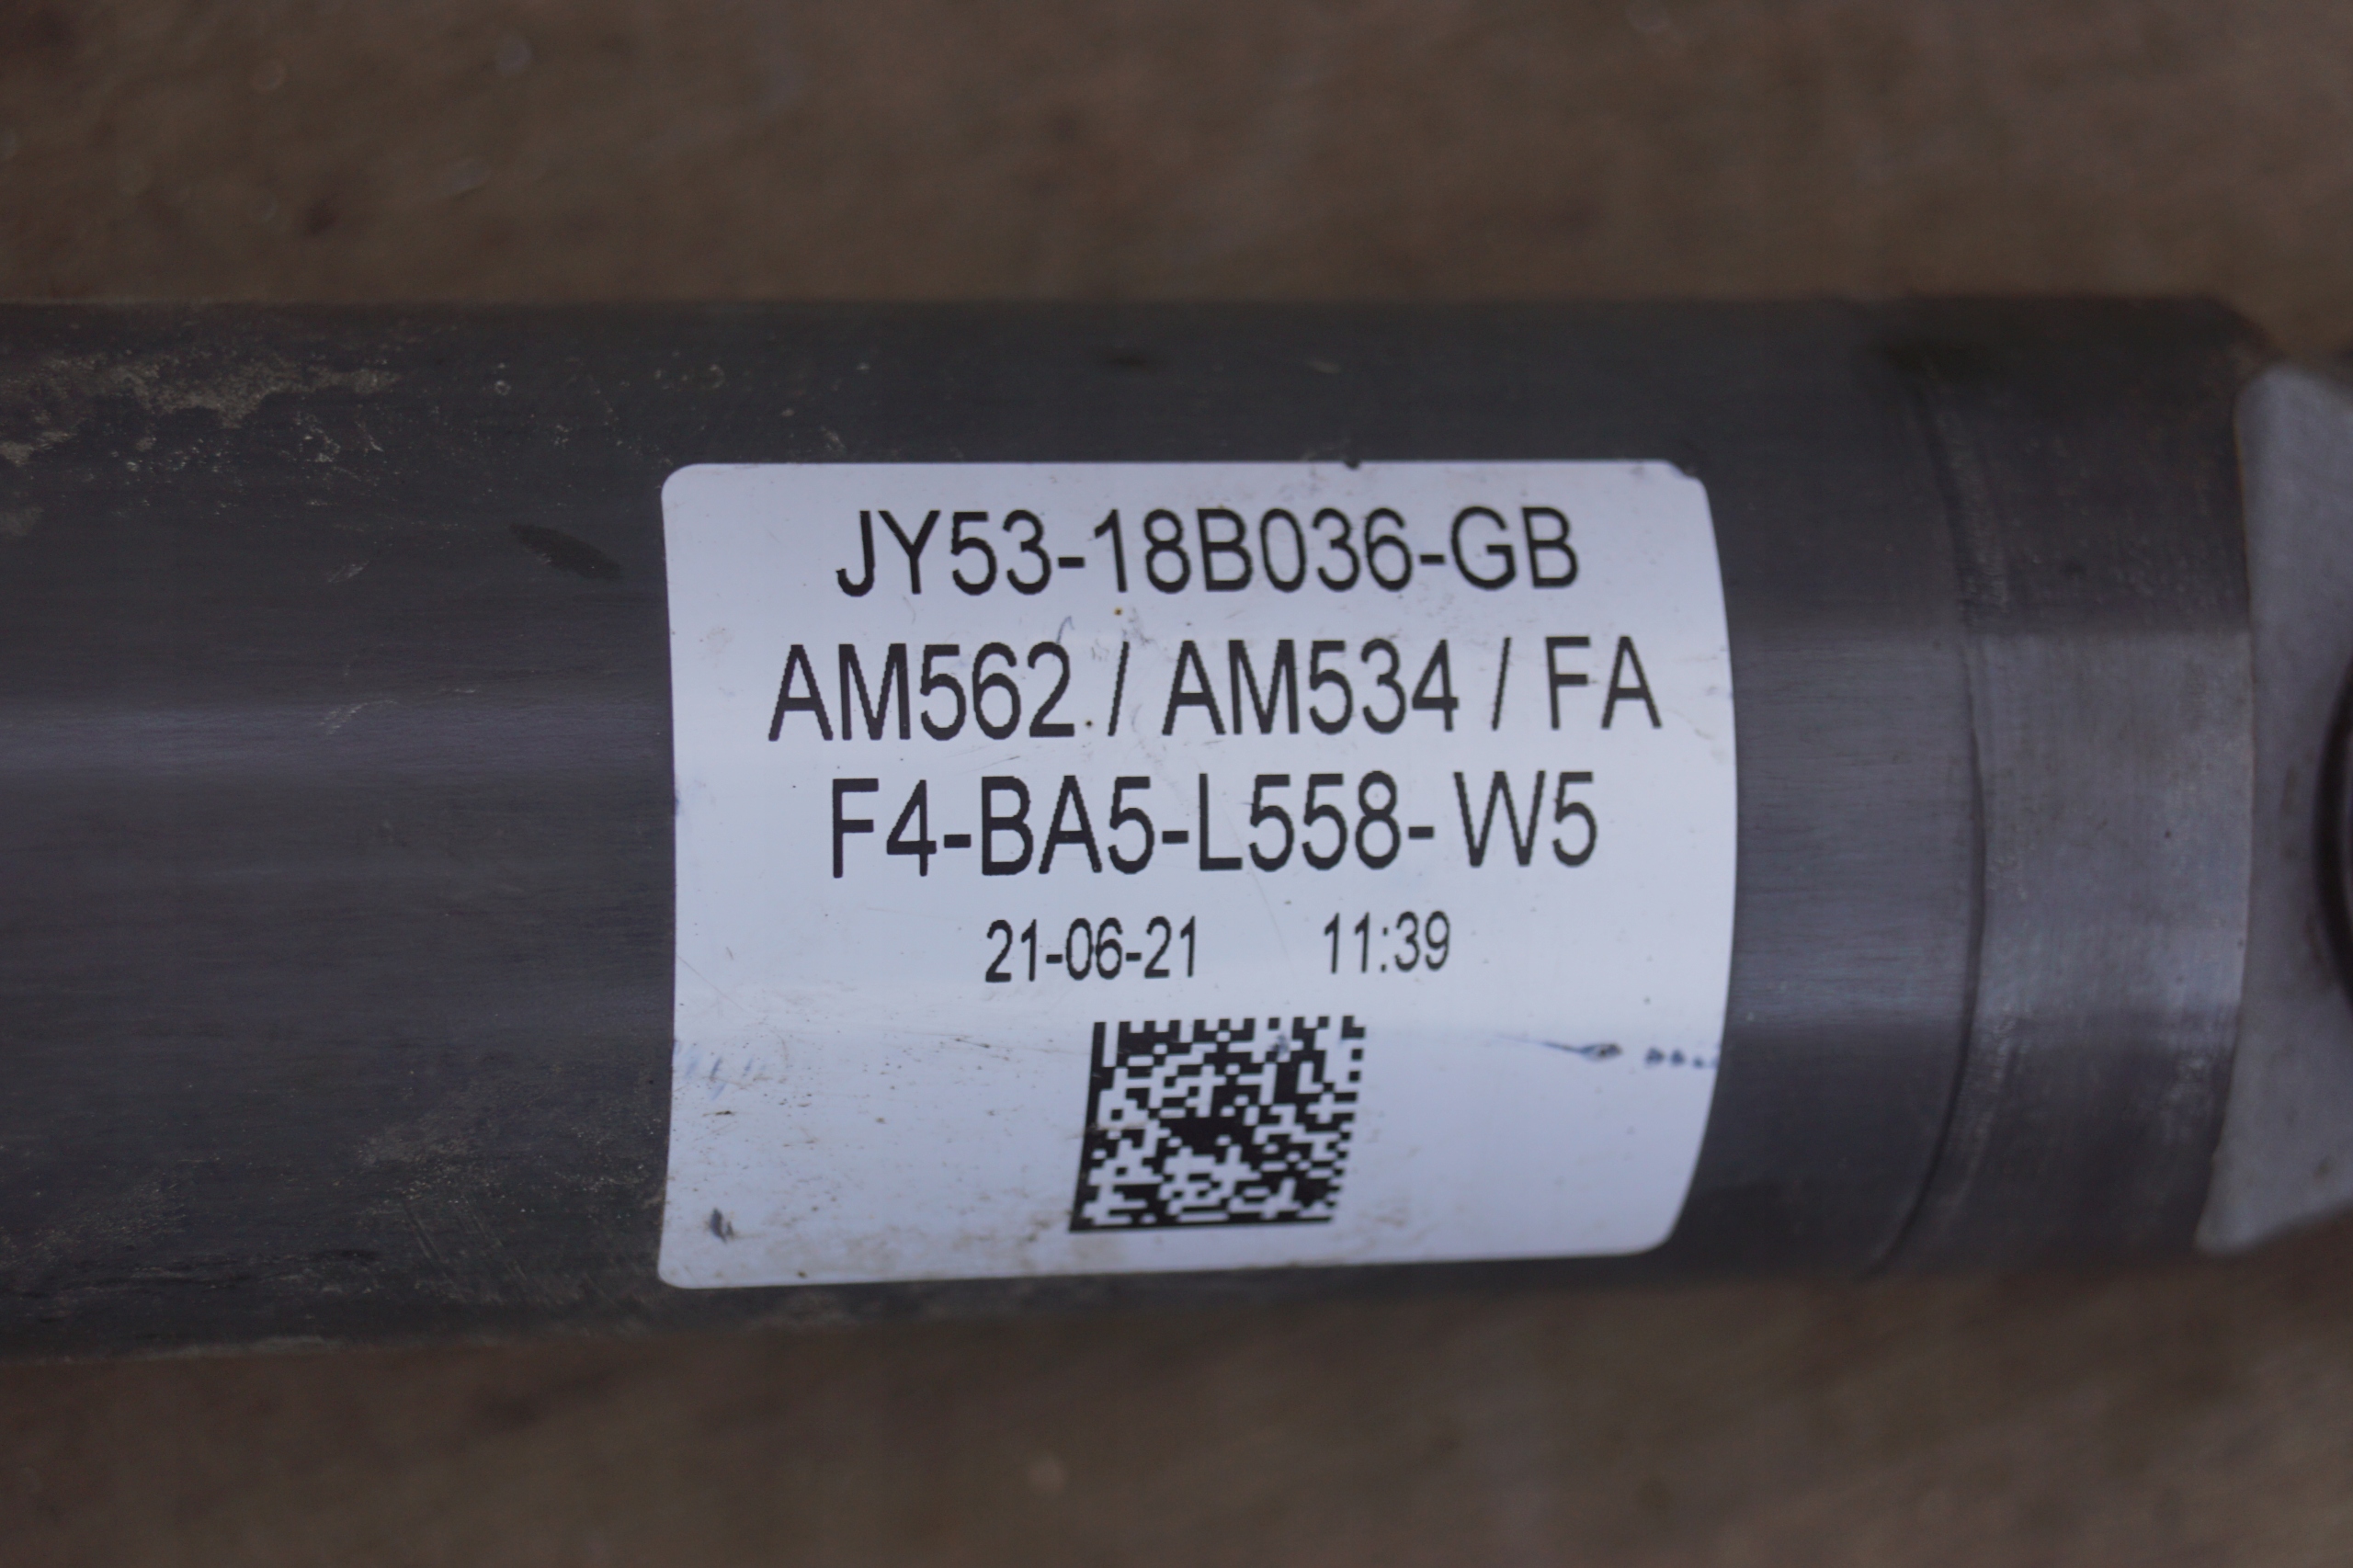 JY53-18B036-GB
AM562 / AM534 / FA
F4-BA5-L558- W5
21-06-21 11:39